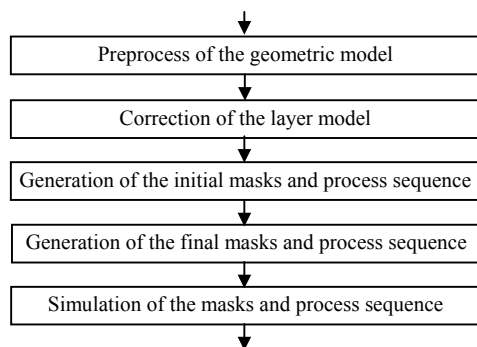 Preprocess of the geometric model
Correction of the layer model
Generation of the initial masks and process sequence
Generation of the final masks and process sequence
Simulation of the masks and process sequence